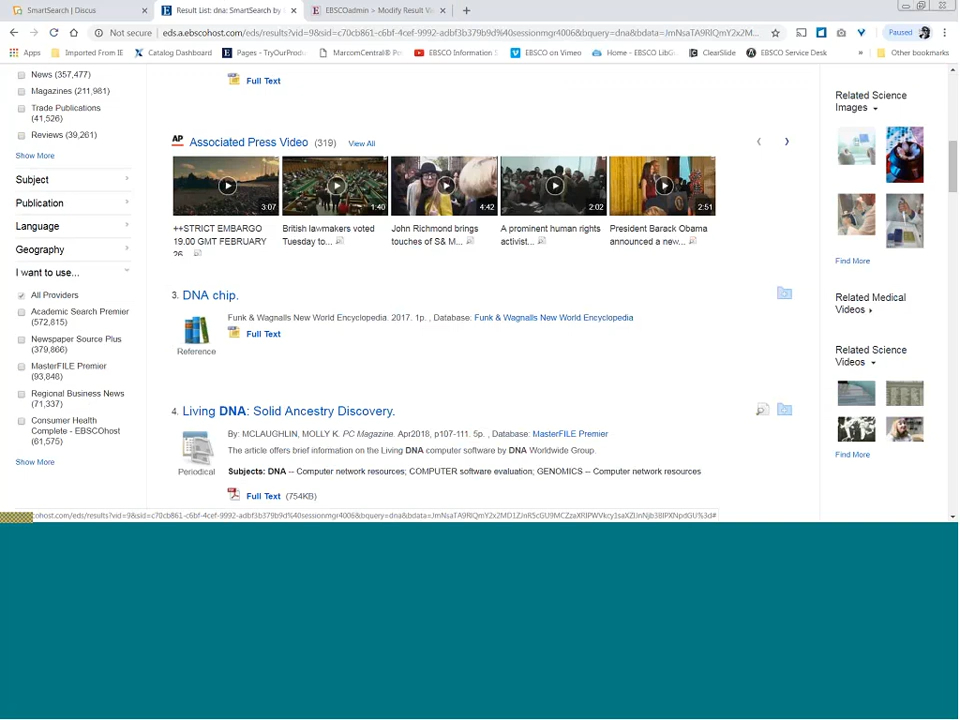 SmartSearch | Discus
Result List: dna: SmartSearch by
EBSCOadmin > Modify Result Vi
Not secure | eds.a.ebscohost.com/eds/results?vid=9&sid=c70cb861-c6bf-4cef-9992-adbf3b379b9d%40sessionmgr4006&bquery=dna&bdata=JmNsaTA9RlQmY2x2M...
Paused
Apps
Imported From IE
Catalog Dashboard
Pages - TryOurProdu
MarcomCentral® Po
EBSCO Information S
EBSCO on Vimeo
Home - EBSCO LibG
ClearSlide
EBSCO Service Desk
»
Other bookmarks
News (357,477)
Magazines (211,981)
Trade Publications
(41,526)
Reviews (39,261)
Show More
Subject
Publication
Language
Geography
I want to use...
All Providers
Academic Search Premier
(572,815)
Newspaper Source Plus
(379,866)
MasterFILE Premier
(93,848)
Regional Business News
(71,337)
Consumer Health
Complete - EBSCOhost
(61,575)
Show More
Full Text
AP Associated Press Video (319) View All
3:07
1:40
4:42
2:02
2:51
++STRICT EMBARGO
19.00 GMT FEBRUARY
26
British lawmakers voted
Tuesday to...
John Richmond brings
touches of S& M...
A prominent human rights
activist...
President Barack Obama
announced a new...
3. DNA chip.
Funk & Wagnalls New World Encyclopedia. 2017. 1p. , Database: Funk & Wagnalls New World Encyclopedia
Full Text
Reference
4. Living DNA: Solid Ancestry Discovery.
By: MCLAUGHLIN, MOLLY K. PC Magazine. Apr2018, p107-111. 5p. , Database: MasterFILE Premier
The article offers brief information on the Living DNA computer software by DNA Worldwide Group.
Periodical
Subjects: DNA -- Computer network resources; COMPUTER software evaluation; GENOMICS -- Computer network resources
Full Text (754KB)
Related Science
Images
Find More
Related Medical
Videos
Related Science
Videos
Find More